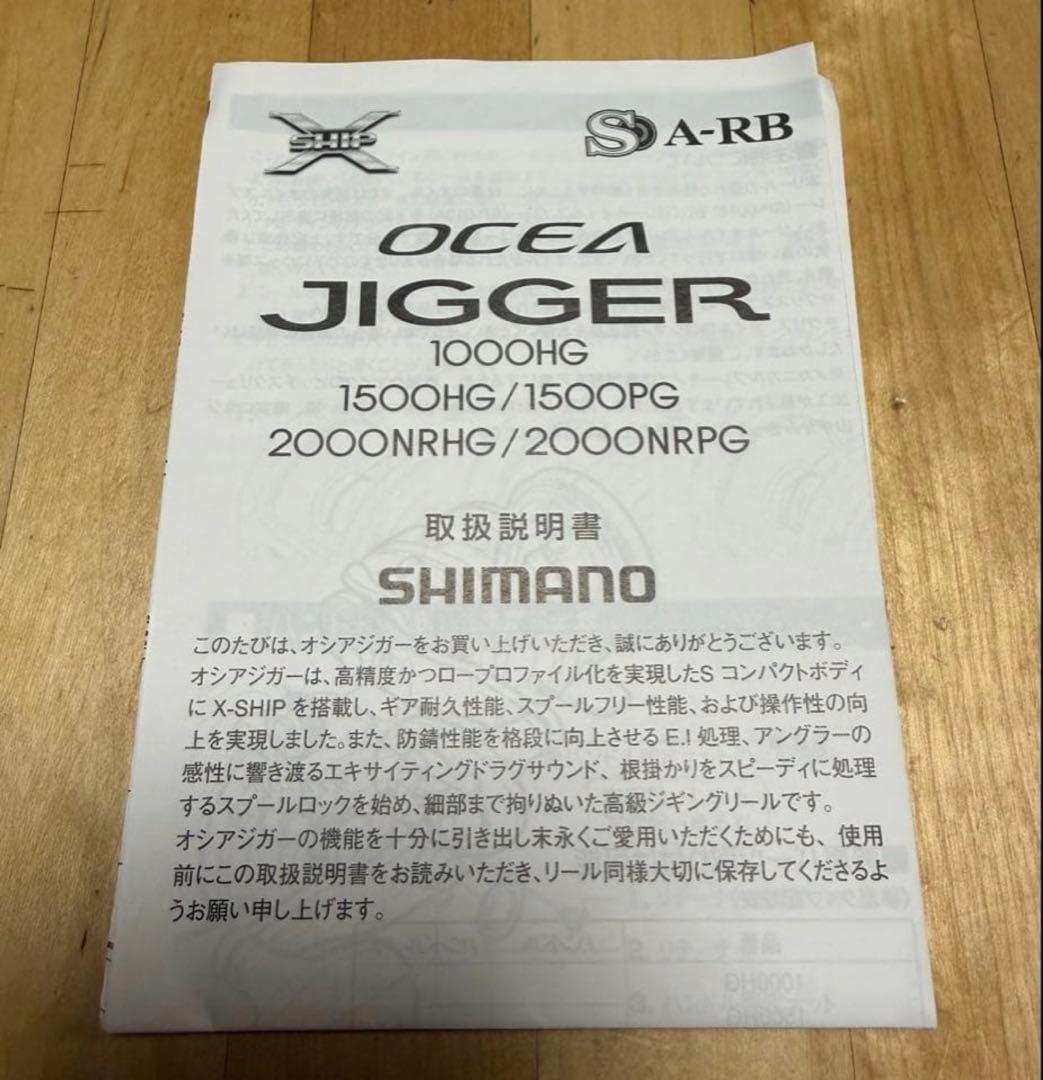 X SHIP
S A-RB
OCEA
JIGGER
1000HG
1500HG/1500PG
2000NRHG/2000NRPG
取扱説明書
SHIMANO
このたびは、オシアジガーをお買い上げいただき、誠にありがとうございます。
オシアジガーは、高精度かつロープロファイル化を実現したS コンパクトボディ
に X-SHIP を搭載し、ギア耐久性能、スプールフリー性能、および操作性の向
上を実現しました。また、防錆性能を格段に向上させる E.I 処理、アングラーの
感性に響き渡るエキサイティングドラグサウンド、根掛かりをスピーディに処理
するスプールロックを始め、細部まで拘りぬいた高級ジギングリールです。
オシアジガーの機能を十分に引き出し末永くご愛用いただくためにも、使用
前にこの取扱説明書をお読みいただき、リール同様大切に保存してくださるよ
うお願い申し上げます。